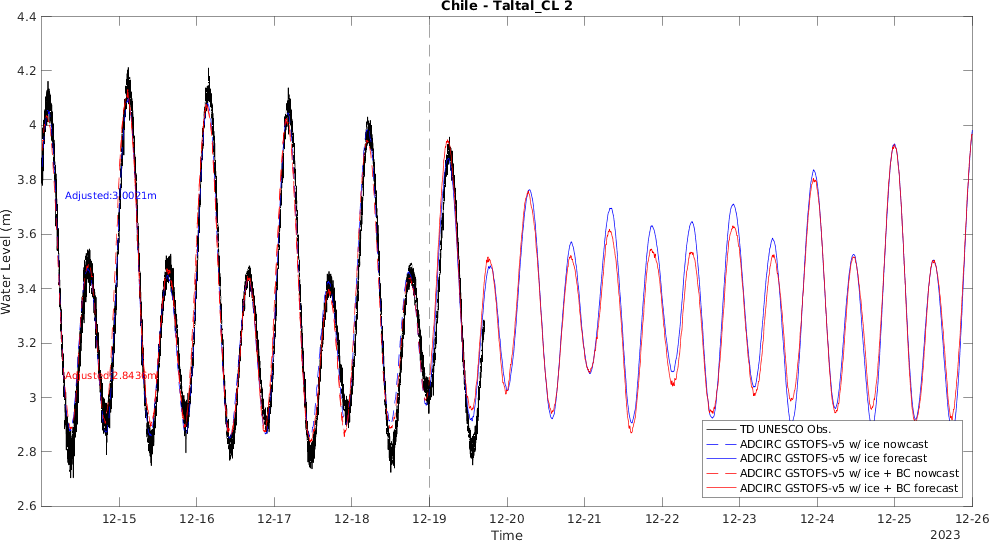 Chile - Taltal_CL 2
4.4
4.2
4
3.8
3.6
3.4
3.2
3
2.8
2.6
Water Level (m)
Adjusted:3.0021m
Adjusted:2.8436m
TD UNESCO Obs.
ADCIRC GSTOFS-v5 w/ ice nowcast
ADCIRC GSTOFS-v5 w/ ice forecast
ADCIRC GSTOFS-v5 w/ ice + BC nowcast
ADCIRC GSTOFS-v5 w/ ice + BC forecast
12-15 12-16 12-17 12-18 12-19 12-20 12-21 12-22 12-23 12-24 12-25 12-26
Time
2023